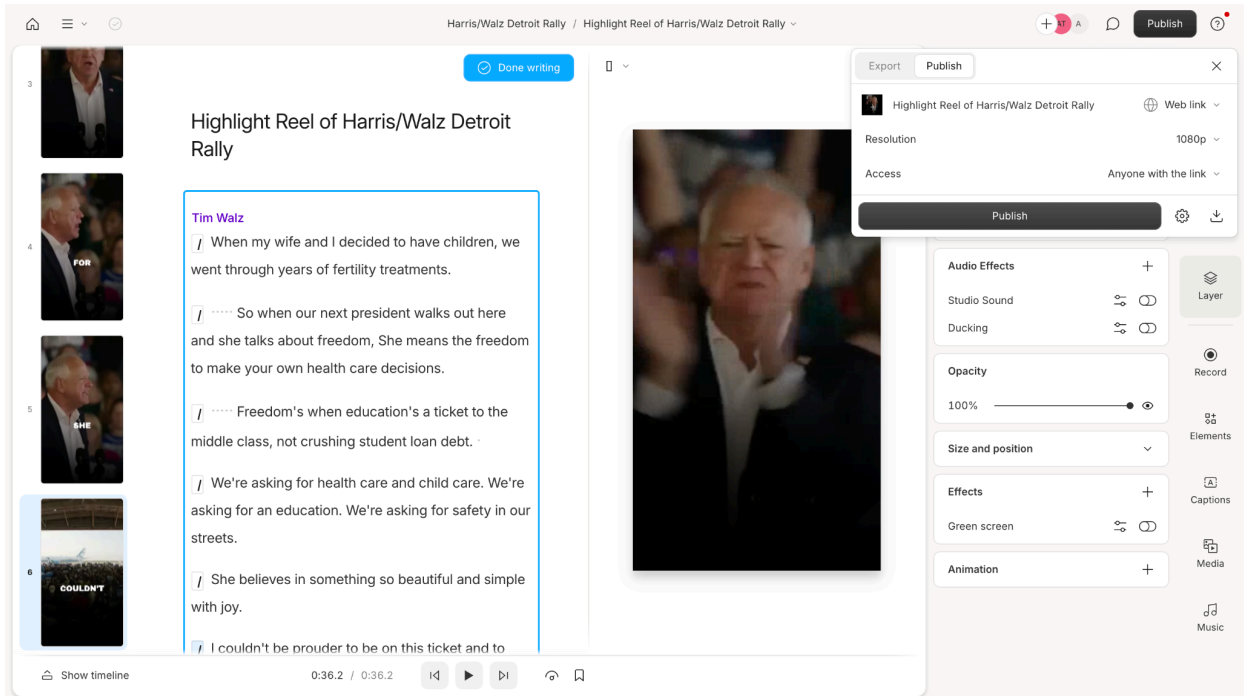 Harris/Walz Detroit Rally / Highlight Reel of Harris/Walz Detroit Rally
AT
A
Publish
3
4
FOR
5
SHE
6
COULDN'T
Done writing
Highlight Reel of Harris/Walz Detroit
Rally
Tim Walz
/ When my wife and I decided to have children, we
went through years of fertility treatments.
/ ····· So when our next president walks out here
and she talks about freedom, She means the freedom
to make your own health care decisions.
/ ····· Freedom's when education's a ticket to the
middle class, not crushing student loan debt. ·
/ We're asking for health care and child care. We're
asking for an education. We're asking for safety in our
streets.
/ She believes in something so beautiful and simple
with joy.
/ I couldn't be prouder to be on this ticket and to
Export
Publish
Highlight Reel of Harris/Walz Detroit Rally
Web link
Resolution
1080p
Access
Anyone with the link
Publish
Audio Effects
Studio Sound
Ducking
Opacity
100%
Size and position
Effects
Green screen
Animation
Layer
Record
Elements
Captions
Media
Music
Show timeline
0:36.2 / 0:36.2